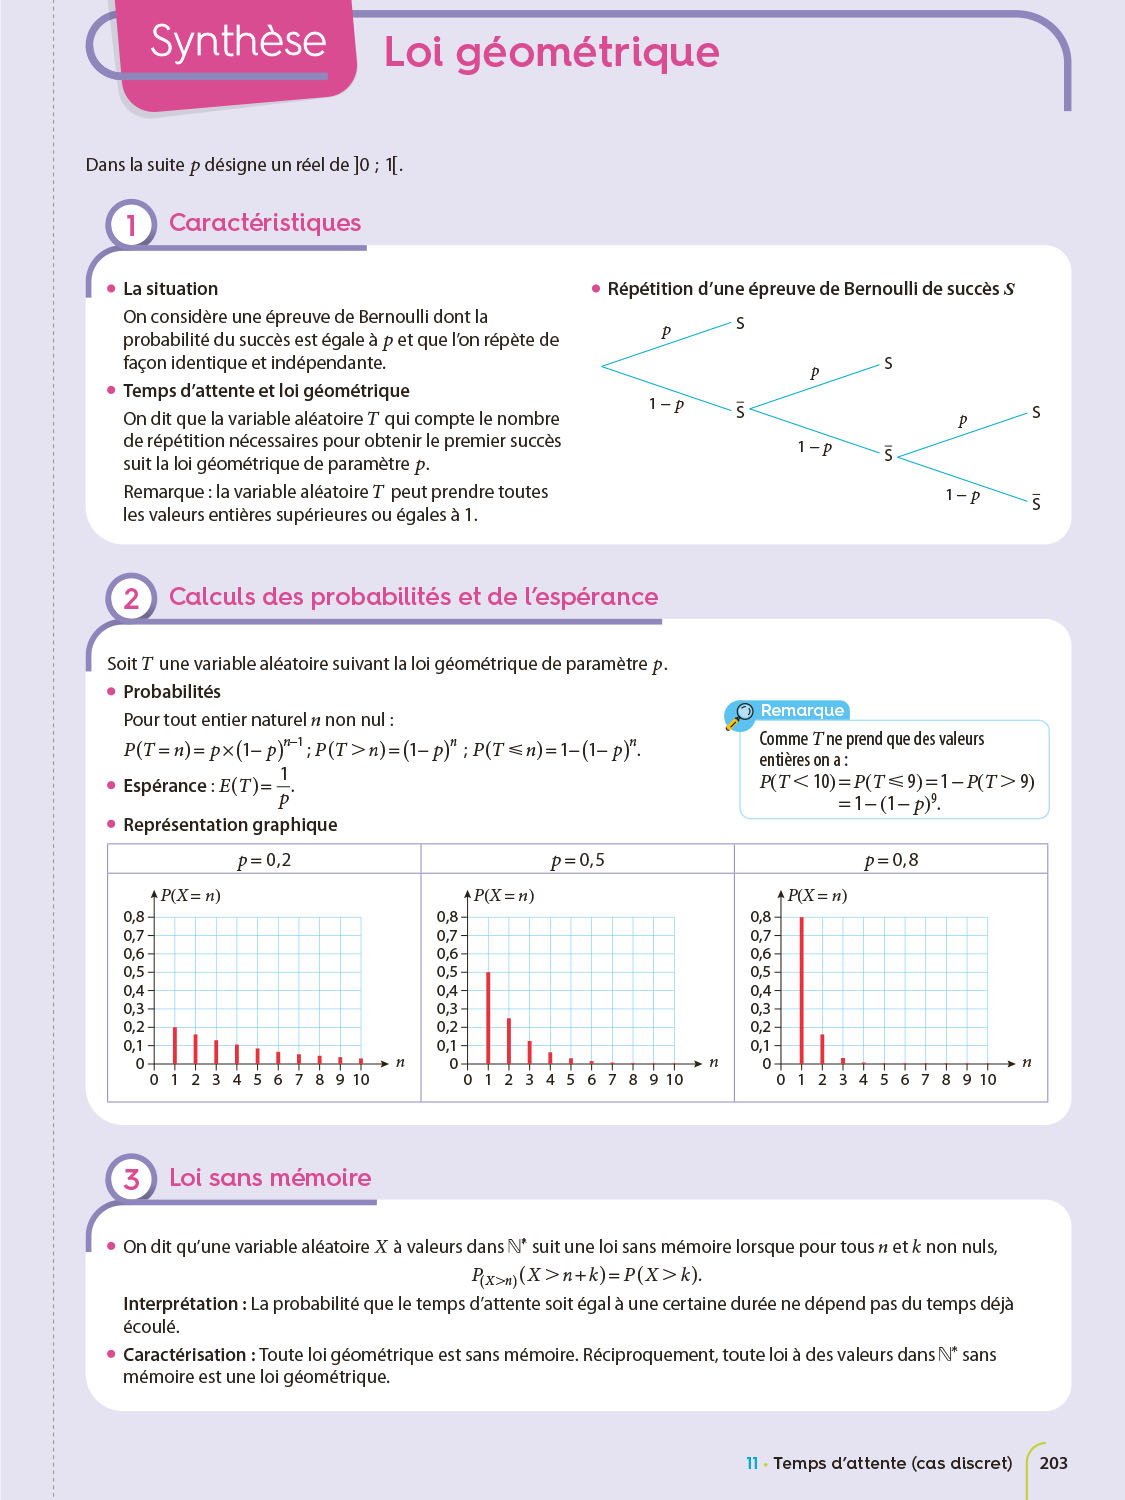 Synthèse
Loi géométrique
Dans la suite p désigne un réel de ]0 ; 1[.
1 Caractéristiques
• La situation
On considère une épreuve de Bernoulli dont la
probabilité du succès est égale à p et que l’on répète de
façon identique et indépendante.
• Temps d’attente et loi géométrique
On dit que la variable aléatoire T qui compte le nombre
de répétition nécessaires pour obtenir le premier succès
suit la loi géométrique de paramètre p.
Remarque : la variable aléatoire T peut prendre toutes
les valeurs entières supérieures ou égales à 1.
• Répétition d’une épreuve de Bernoulli de succès S
p S
1 – p S̅
p S
1 – p S̅
p S
1 – p S̅
2 Calculs des probabilités et de l’espérance
Soit T une variable aléatoire suivant la loi géométrique de paramètre p.
• Probabilités
Pour tout entier naturel n non nul :
P(T = n) = p × (1 – p)ⁿ⁻¹ ; P(T > n) = (1 – p)ⁿ ; P(T ⩽ n) = 1 – (1 – p)ⁿ.
• Espérance : E(T) = 1/p.
• Représentation graphique
Remarque
Comme T ne prend que des valeurs
entières on a :
P(T < 10) = P(T ⩽ 9) = 1 – P(T > 9)
= 1 – (1 – p)⁹.
p = 0,2 p = 0,5 p = 0,8
P(X = n)
0,8
0,7
0,6
0,5
0,4
0,3
0,2
0,1
0
n
0 1 2 3 4 5 6 7 8 9 10
P(X = n)
0,8
0,7
0,6
0,5
0,4
0,3
0,2
0,1
0
n
0 1 2 3 4 5 6 7 8 9 10
P(X = n)
0,8
0,7
0,6
0,5
0,4
0,3
0,2
0,1
0
n
0 1 2 3 4 5 6 7 8 9 10
3 Loi sans mémoire
• On dit qu’une variable aléatoire X à valeurs dans ℕ* suit une loi sans mémoire lorsque pour tous n et k non nuls,
P₍X>n₎(X > n + k) = P(X > k).
Interprétation : La probabilité que le temps d’attente soit égal à une certaine durée ne dépend pas du temps déjà
écoulé.
• Caractérisation : Toute loi géométrique est sans mémoire. Réciproquement, toute loi à des valeurs dans ℕ* sans
mémoire est une loi géométrique.
11 • Temps d’attente (cas discret) 203